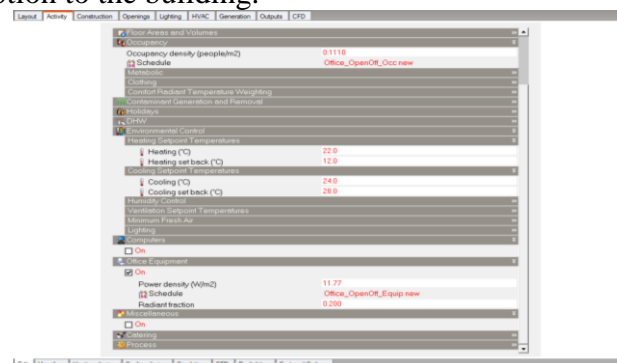 ption to the building.
Layout Activity Construction Openings Lighting HVAC Generation Outputs CFD
Floor Areas and Volumes
Occupancy
Occupancy density (people/m2) 0.1110
Schedule Office_OpenOff_Occ new
Metabolic
Clothing
Comfort Radiant Temperature Weighting
Contaminant Generation and Removal
Holidays
DHW
Environmental Control
Heating Setpoint Temperatures
Heating (°C) 22.0
Heating set back (°C) 12.0
Cooling Setpoint Temperatures
Cooling (°C) 24.0
Cooling set back (°C) 28.0
Humidity Control
Ventilation Setpoint Temperatures
Minimum Fresh Air
Lighting
Computers
On
Office Equipment
On
Power density (W/m2) 11.77
Schedule Office_OpenOff_Equip new
Radiant fraction 0.200
Miscellaneous
On
Catering
Process